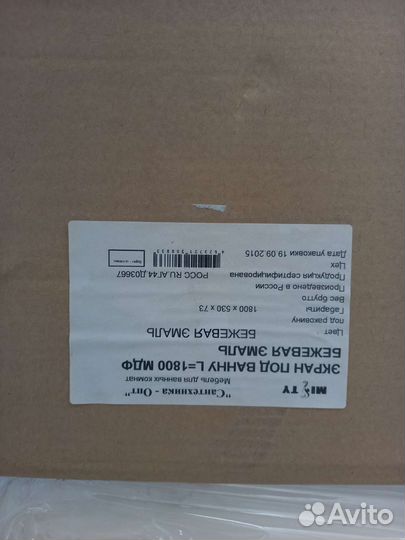 "Сантехника - Опт"
Мебель для ванных комнат
ЭКРАН ПОД ВАННУ L=1800 МДФ
БЕЖЕВАЯ ЭМАЛЬ
Цвет БЕЖЕВАЯ ЭМАЛЬ
под раковину
Габариты 1800 x 530 x 73
Вес брутто
Произведено в России
Продукция сертифицирована РОСС RU.АГ44.Д03667
Цех
Дата упаковки 19.09.2015
Avito